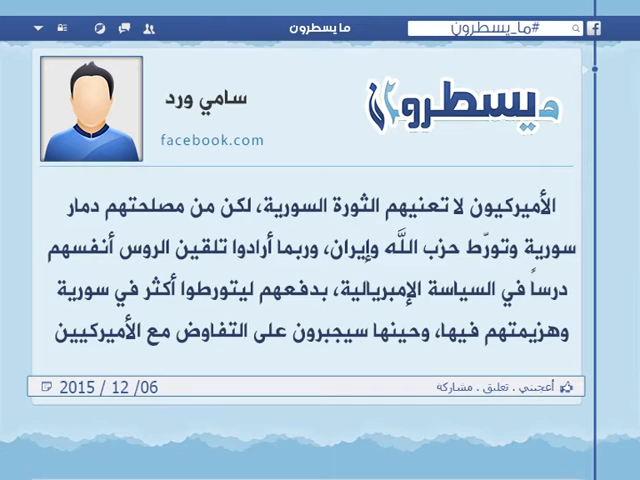 ما يسطرون
#ما_يسطرون
f
ما يسطرون
سامي ورد
facebook.com
الأميركيون لا تعنيهم الثورة السورية، لكن من مصلحتهم دمار
سورية وتورّط حزب اللَّه وإيران، وربما أرادوا تلقين الروس أنفسهم
درساً في السياسة الإمبريالية، بدفعهم ليتورطوا أكثر في سورية
وهزيمتهم فيها، وحينها سيجبرون على التفاوض مع الأميركيين
أعجبني . تعليق . مشاركة
2015 / 12 /06